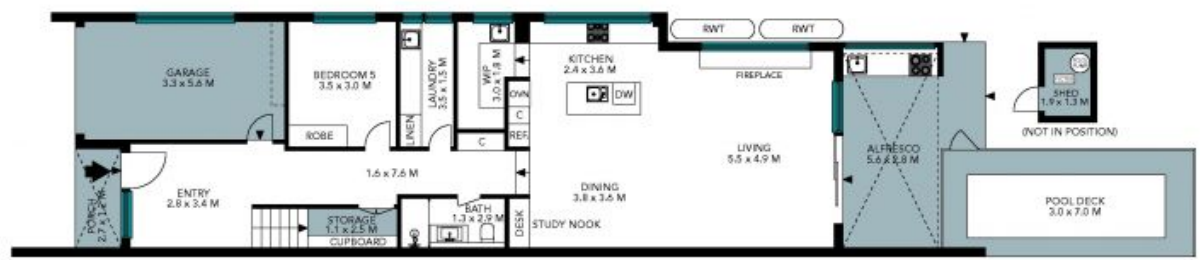 GARAGE
3.3 x 5.6 M
BEDROOM 5
3.5 x 3.0 M
ROBE
LINEN
LAUNDRY
3.5 x 1.5 M
WIP
3.0 x 1.8 M
OVN
C
REF.
C
KITCHEN
2.4 x 3.6 M
DW
RWT
RWT
FIREPLACE
SHED
1.9 x 1.3 M
(NOT IN POSITION)
LIVING
5.5 x 4.9 M
ALFRESCO
5.6 x 2.8 M
PORCH
ENTRY
2.8 x 3.4 M
1.6 x 7.6 M
DINING
3.8 x 3.6 M
STORAGE
1.1 x 2.5 M
CUPBOARD
BATH
1.3 x 2.9 M
DESK
STUDY NOOK
POOL DECK
3.0 x 7.0 M